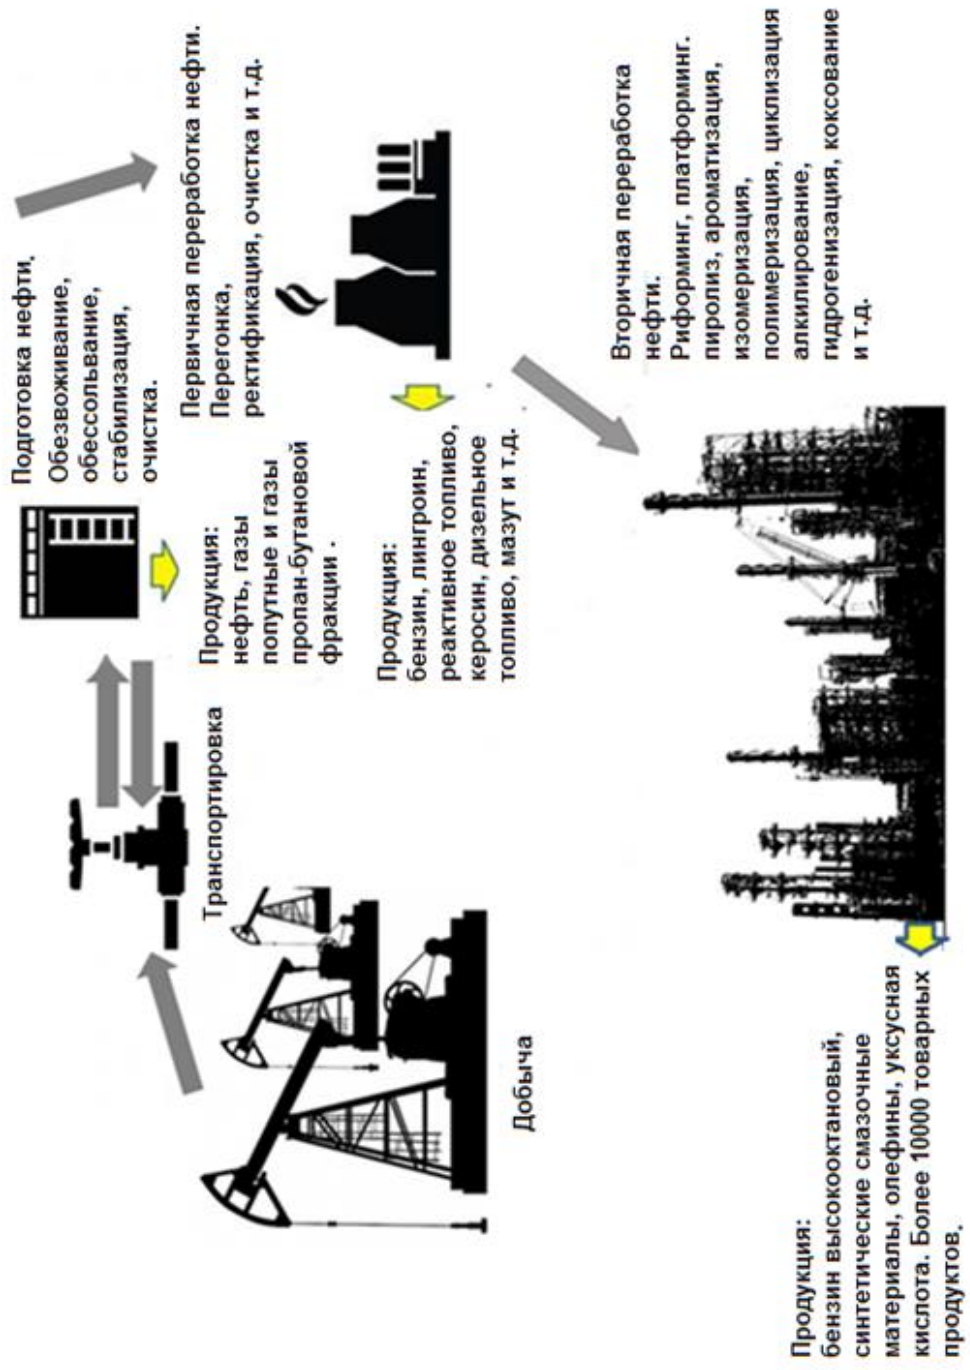 Добыча
Транспортировка
Подготовка нефти.
Обезвоживание,
обессольвание,
стабилизация,
очистка.
Продукция:
нефть, газы
попутные и газы
пропан-бутановой
фракции .
Первичная переработка нефти.
Перегонка,
ректификация, очистка и т.д.
Продукция:
бензин, лингроин,
реактивное топливо,
керосин, дизельное
топливо, мазут и т.д.
Вторичная переработка
нефти.
Риформинг, платформинг.
пиролиз, ароматизация,
изомеризация,
полимеризация, циклизация
алкилирование,
гидрогенизация, коксование
и т.д.
Продукция:
бензин высокооктановый,
синтетические смазочные
материалы, олефины, уксусная
кислота. Более 10000 товарных
продуктов.